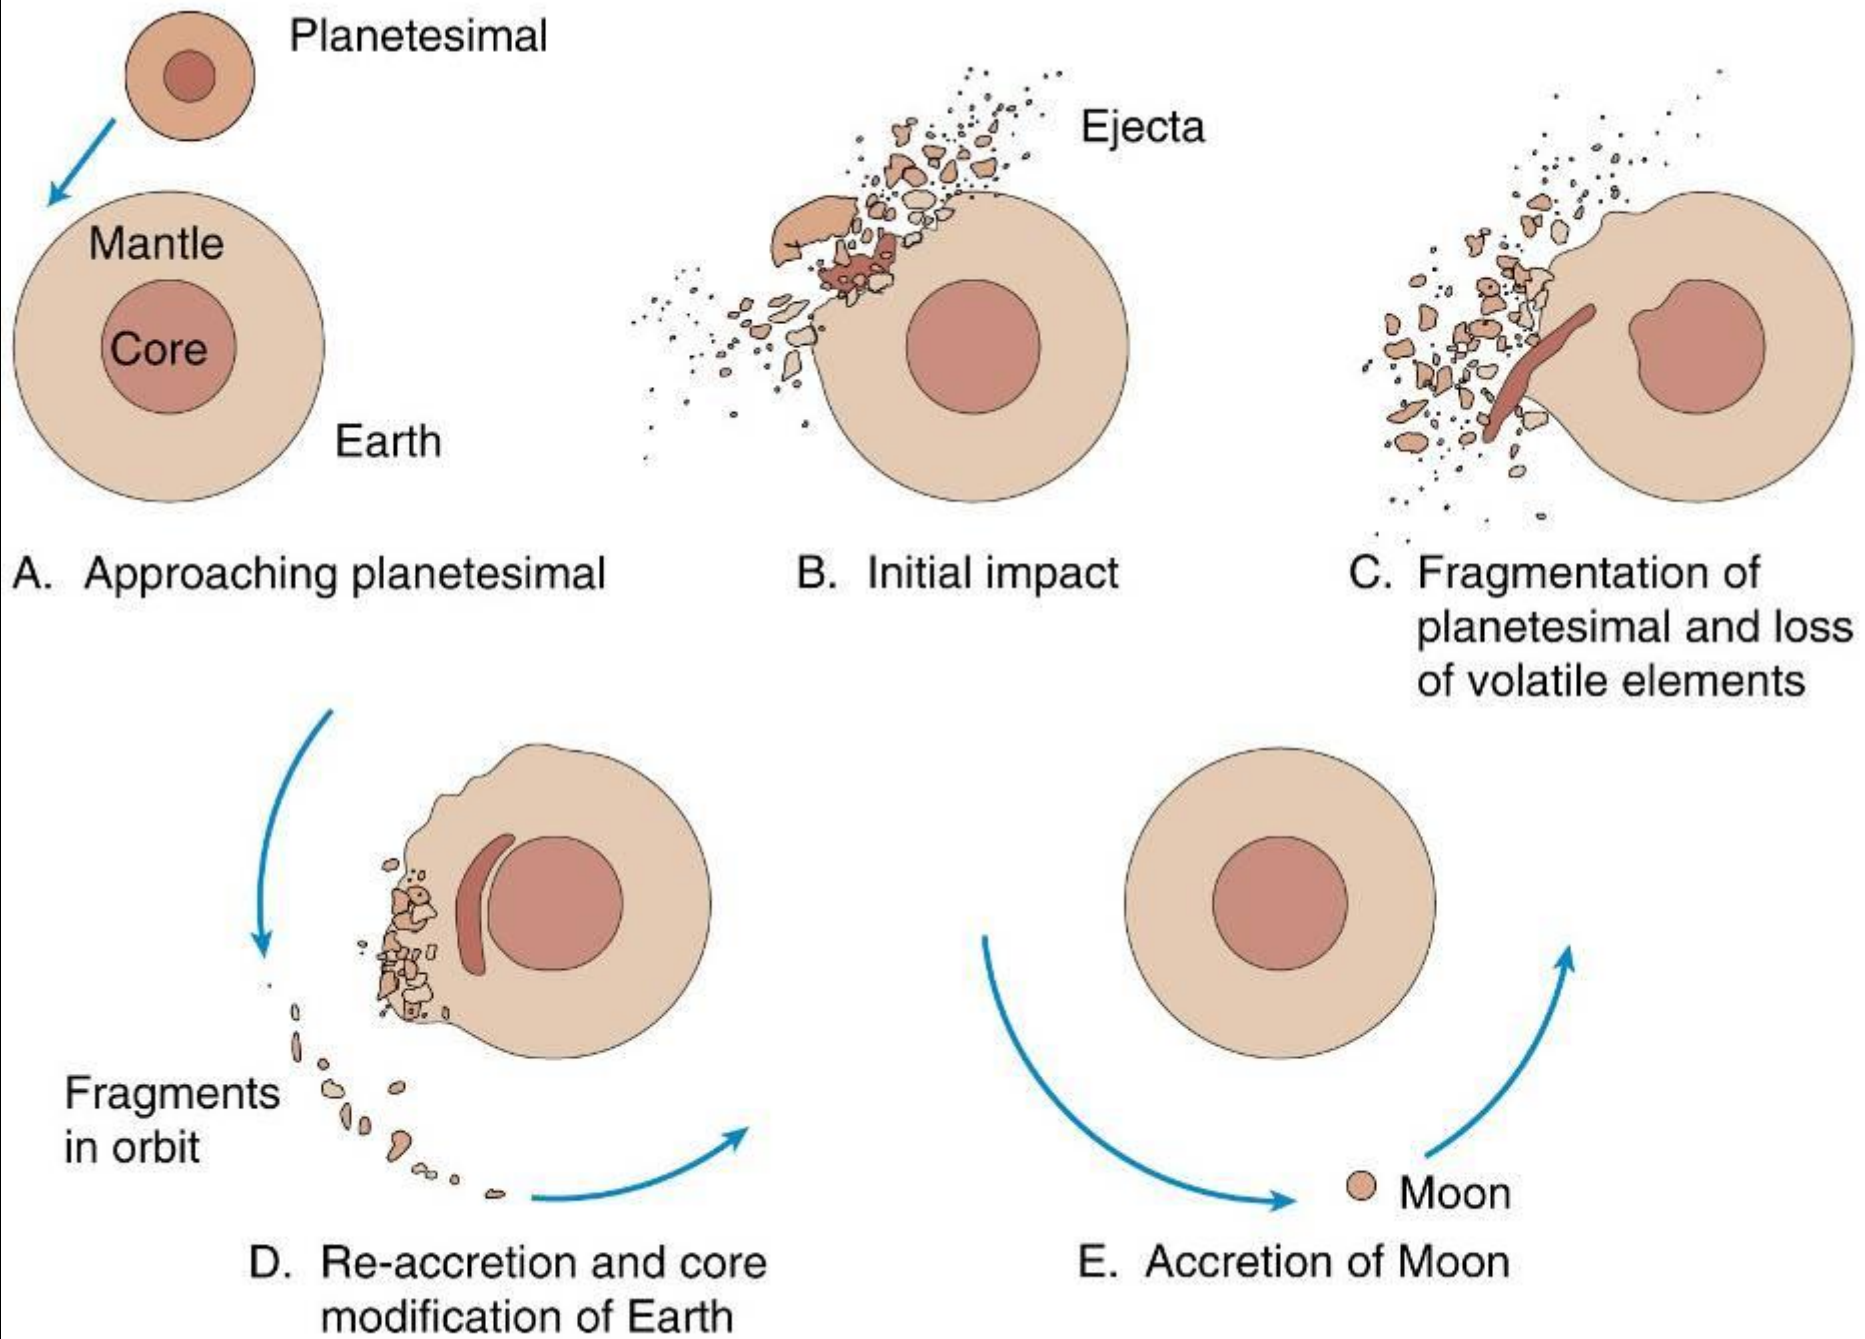 Planetesimal
Mantle
Core
Earth
A. Approaching planetesimal
Ejecta
B. Initial impact
C. Fragmentation of
planetesimal and loss
of volatile elements
Fragments
in orbit
D. Re-accretion and core
modification of Earth
Moon
E. Accretion of Moon